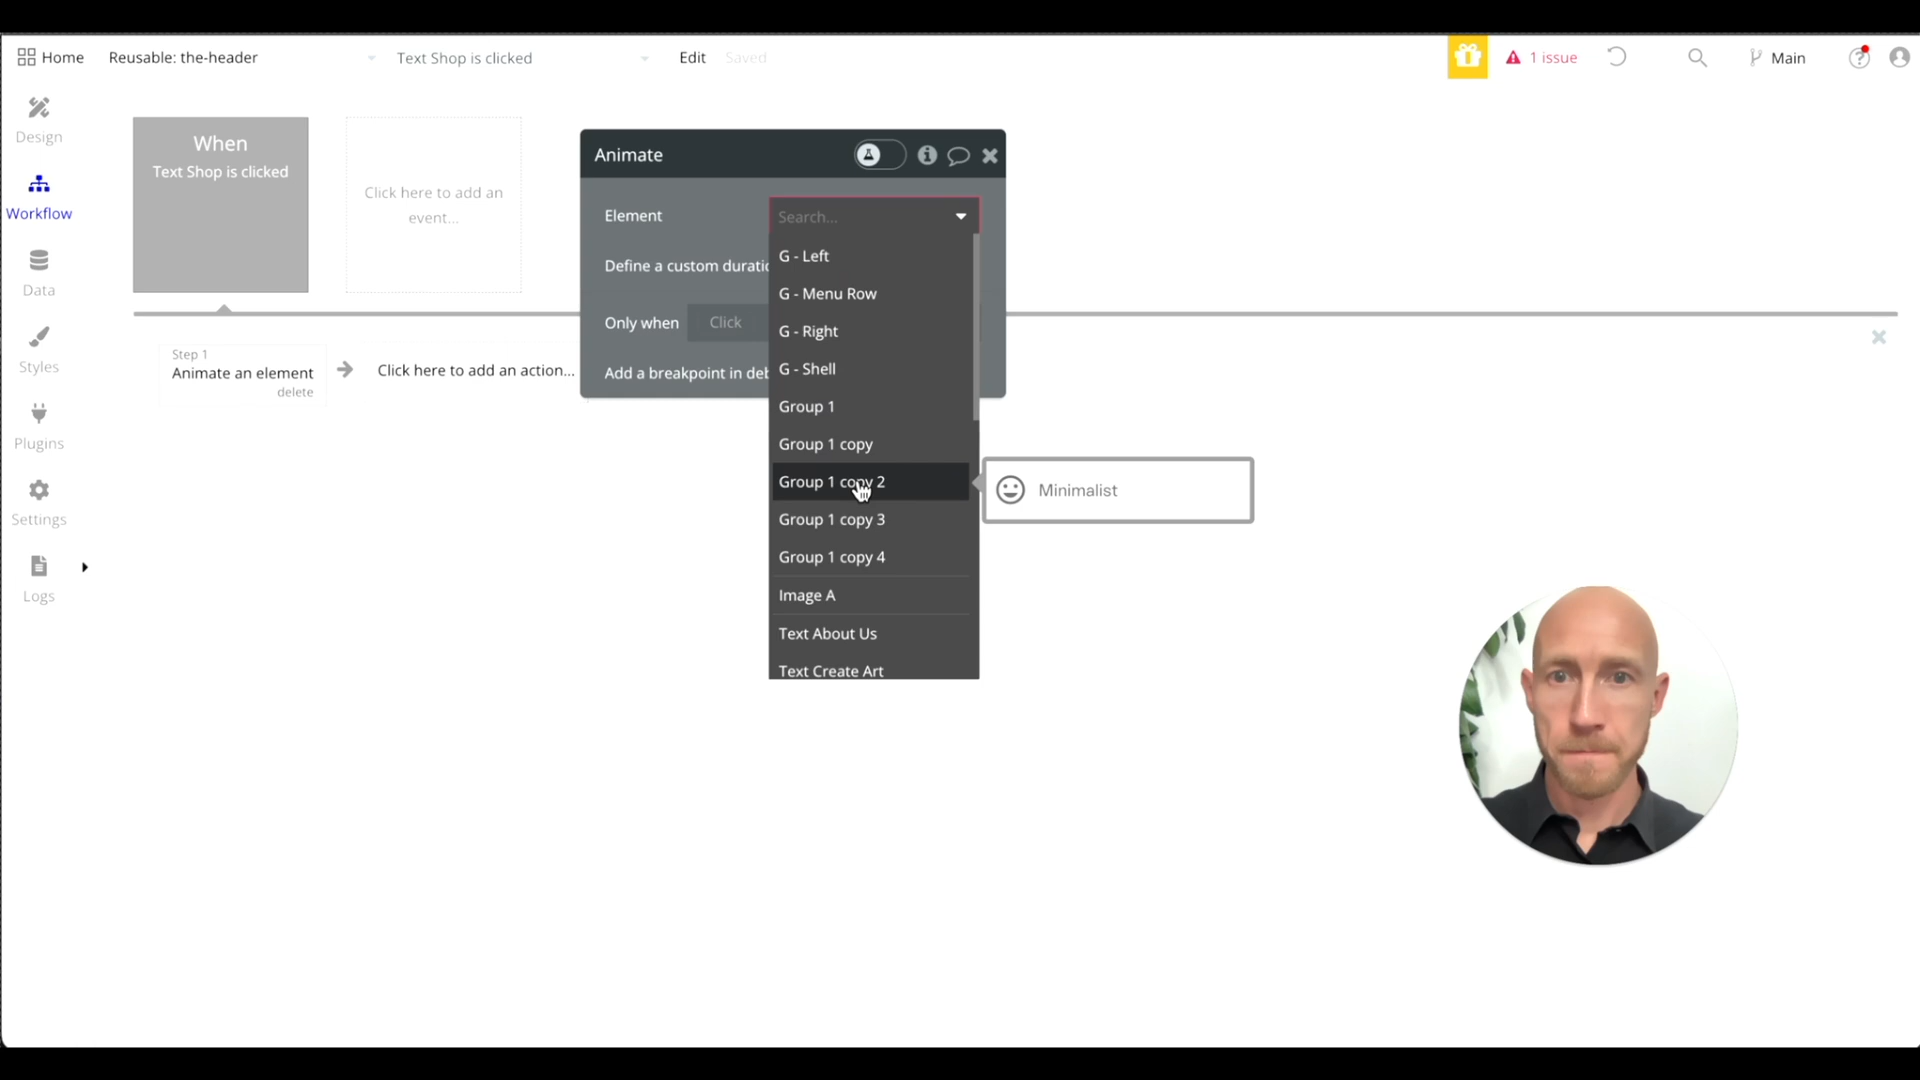 Home
Reusable: the-header
Text Shop is clicked
Edit
Saved
1 issue
Main
Design
Workflow
Data
Styles
Plugins
Settings
Logs
When
Text Shop is clicked
Click here to add an
event...
Step 1
Animate an element
delete
Click here to add an action...
Animate
Element
Search...
Define a custom duratio
Only when
Click
Add a breakpoint in deb
G - Left
G - Menu Row
G - Right
G - Shell
Group 1
Group 1 copy
Group 1 copy 2
Group 1 copy 3
Group 1 copy 4
Image A
Text About Us
Text Create Art
Minimalist